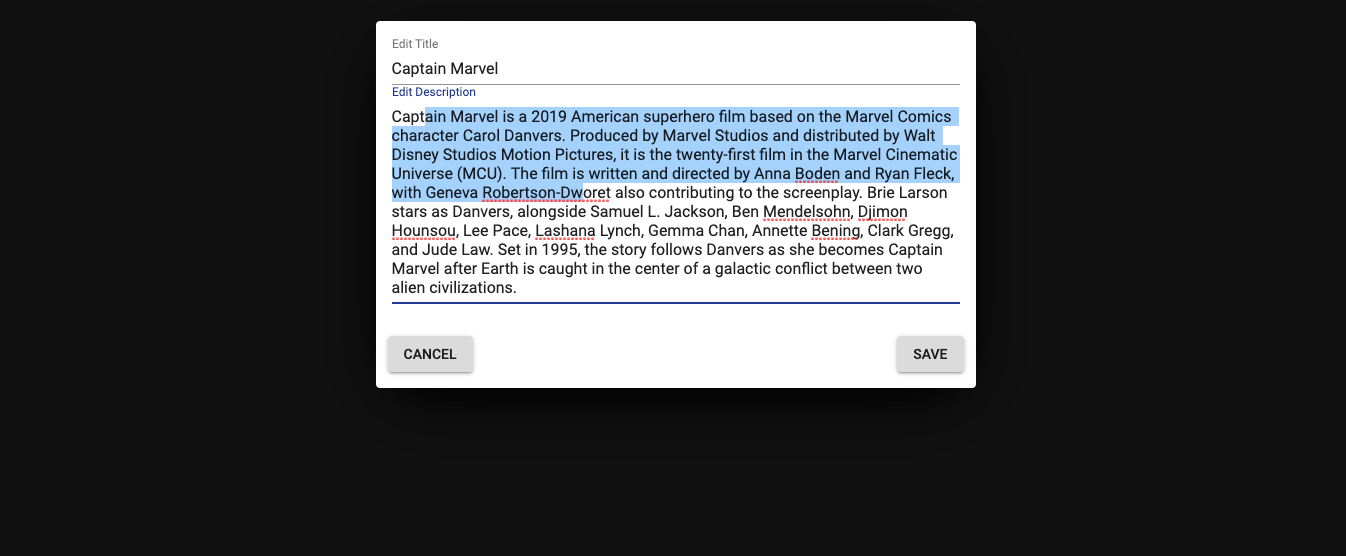 Edit Title
Captain Marvel
Edit Description
Captain Marvel is a 2019 American superhero film based on the Marvel Comics
character Carol Danvers. Produced by Marvel Studios and distributed by Walt
Disney Studios Motion Pictures, it is the twenty-first film in the Marvel Cinematic
Universe (MCU). The film is written and directed by Anna Boden and Ryan Fleck,
with Geneva Robertson-Dworet also contributing to the screenplay. Brie Larson
stars as Danvers, alongside Samuel L. Jackson, Ben Mendelsohn, Djimon
Hounsou, Lee Pace, Lashana Lynch, Gemma Chan, Annette Bening, Clark Gregg,
and Jude Law. Set in 1995, the story follows Danvers as she becomes Captain
Marvel after Earth is caught in the center of a galactic conflict between two
alien civilizations.
CANCEL SAVE